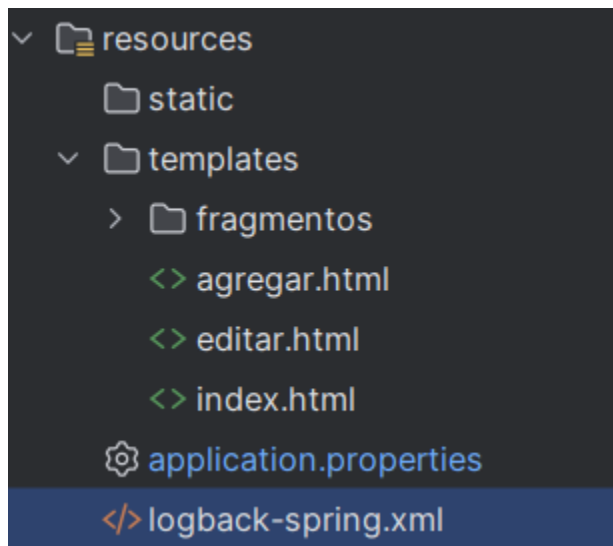 resources
static
templates
fragmentos
agregar.html
editar.html
index.html
application.properties
logback-spring.xml